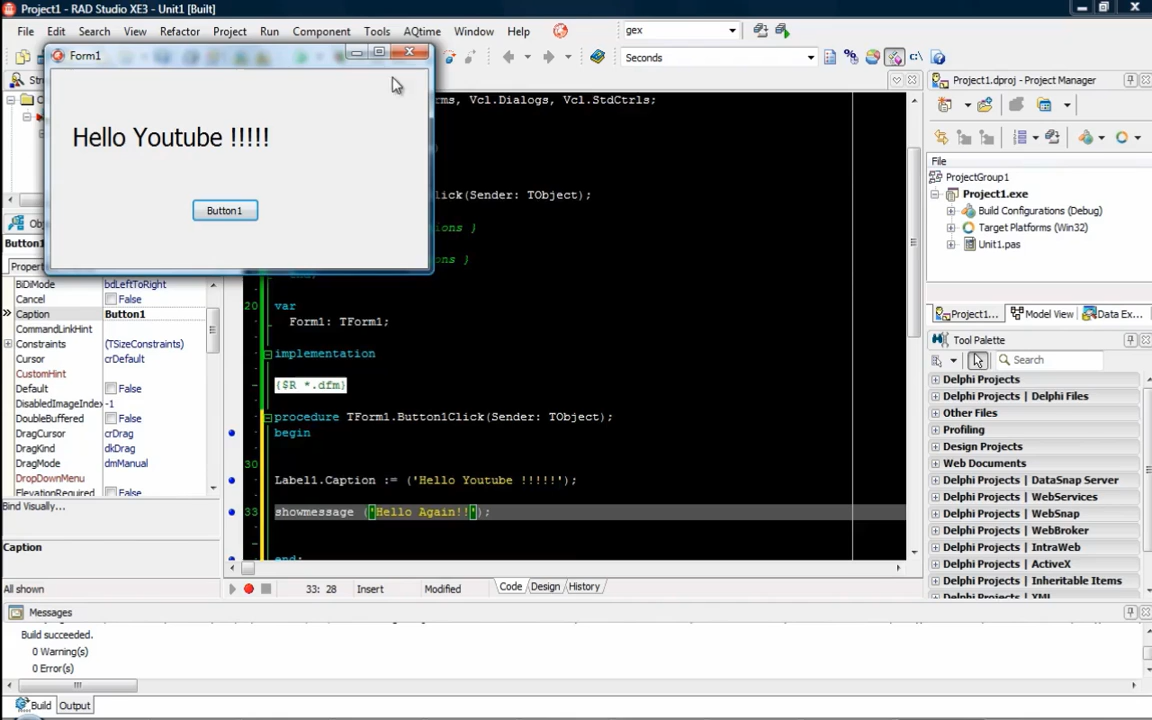 Project1 - RAD Studio XE3 - Unit1 [Built]
File Edit Search View Refactor Project Run Component Tools AQtime Window Help
gex
Form1
Seconds
C:\
Project1.dproj - Project Manager
rms, Vcl.Dialogs, Vcl.StdCtrls;
Hello Youtube !!!!!
lick(Sender: TObject);
Button1
ons }
ons }
Button1
File
ProjectGroup1
Project1.exe
Build Configurations (Debug)
Target Platforms (Win32)
Unit1.pas
BiDiMode bdLeftToRight
Cancel False
Caption Button1
CommandLinkHint
Constraints (TSizeConstraints)
Cursor crDefault
CustomHint
Default False
DisabledImageIndex -1
DoubleBuffered False
DragCursor crDrag
DragKind dkDrag
DragMode dmManual
DropDownMenu
ElevationRequired False
Bind Visually...
Caption
All shown
20 var
Form1: TForm1;
implementation
{$R *.dfm}
procedure TForm1.Button1Click(Sender: TObject);
begin
30
Label1.Caption := ('Hello Youtube !!!!!');
33 showmessage ('Hello Again!!');
end;
33: 28 Insert Modified Code Design History
Project1... Model View Data Ex...
Tool Palette
Search
Delphi Projects
Delphi Projects | Delphi Files
Other Files
Profiling
Design Projects
Web Documents
Delphi Projects | DataSnap Server
Delphi Projects | WebServices
Delphi Projects | WebSnap
Delphi Projects | WebBroker
Delphi Projects | IntraWeb
Delphi Projects | ActiveX
Delphi Projects | Inheritable Items
Delphi Projects | XML
Messages
Build succeeded.
0 Warning(s)
0 Error(s)
Build Output